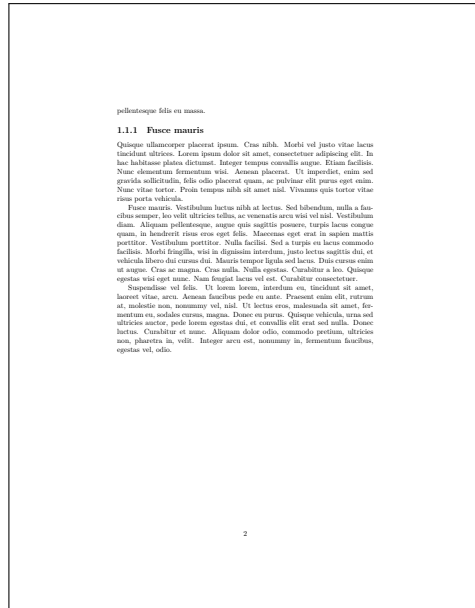 pellentesque felis eu massa.
1.1.1 Fusce mauris
Quisque ullamcorper placerat ipsum. Cras nibh. Morbi vel justo vitae lacus
tincidunt ultrices. Lorem ipsum dolor sit amet, consectetuer adipiscing elit. In
hac habitasse platea dictumst. Integer tempus convallis augue. Etiam facilisis.
Nunc elementum fermentum wisi. Aenean placerat. Ut imperdiet, enim sed
gravida sollicitudin, felis odio placerat quam, ac pulvinar elit purus eget enim.
Nunc vitae tortor. Proin tempus nibh sit amet nisl. Vivamus quis tortor vitae
risus porta vehicula.
Fusce mauris. Vestibulum luctus nibh at lectus. Sed bibendum, nulla a fau-
cibus semper, leo velit ultricies tellus, ac venenatis arcu wisi vel nisl. Vestibulum
diam. Aliquam pellentesque, augue quis sagittis posuere, turpis lacus congue
quam, in hendrerit risus eros eget felis. Maecenas eget erat in sapien mattis
porttitor. Vestibulum porttitor. Nulla facilisi. Sed a turpis eu lacus commodo
facilisis. Morbi fringilla, wisi in dignissim interdum, justo lectus sagittis dui, et
vehicula libero dui cursus dui. Mauris tempor ligula sed lacus. Duis cursus enim
ut augue. Cras ac magna. Cras nulla. Nulla egestas. Curabitur a leo. Quisque
egestas wisi eget nunc. Nam feugiat lacus vel est. Curabitur consectetuer.
Suspendisse vel felis. Ut lorem lorem, interdum eu, tincidunt sit amet,
laoreet vitae, arcu. Aenean faucibus pede eu ante. Praesent enim elit, rutrum
at, molestie non, nonummy vel, nisl. Ut lectus eros, malesuada sit amet, fer-
mentum eu, sodales cursus, magna. Donec eu purus. Quisque vehicula, urna sed
ultricies auctor, pede lorem egestas dui, et convallis elit erat sed nulla. Donec
luctus. Curabitur et nunc. Aliquam dolor odio, commodo pretium, ultricies
non, pharetra in, velit. Integer arcu est, nonummy in, fermentum faucibus,
egestas vel, odio.
2